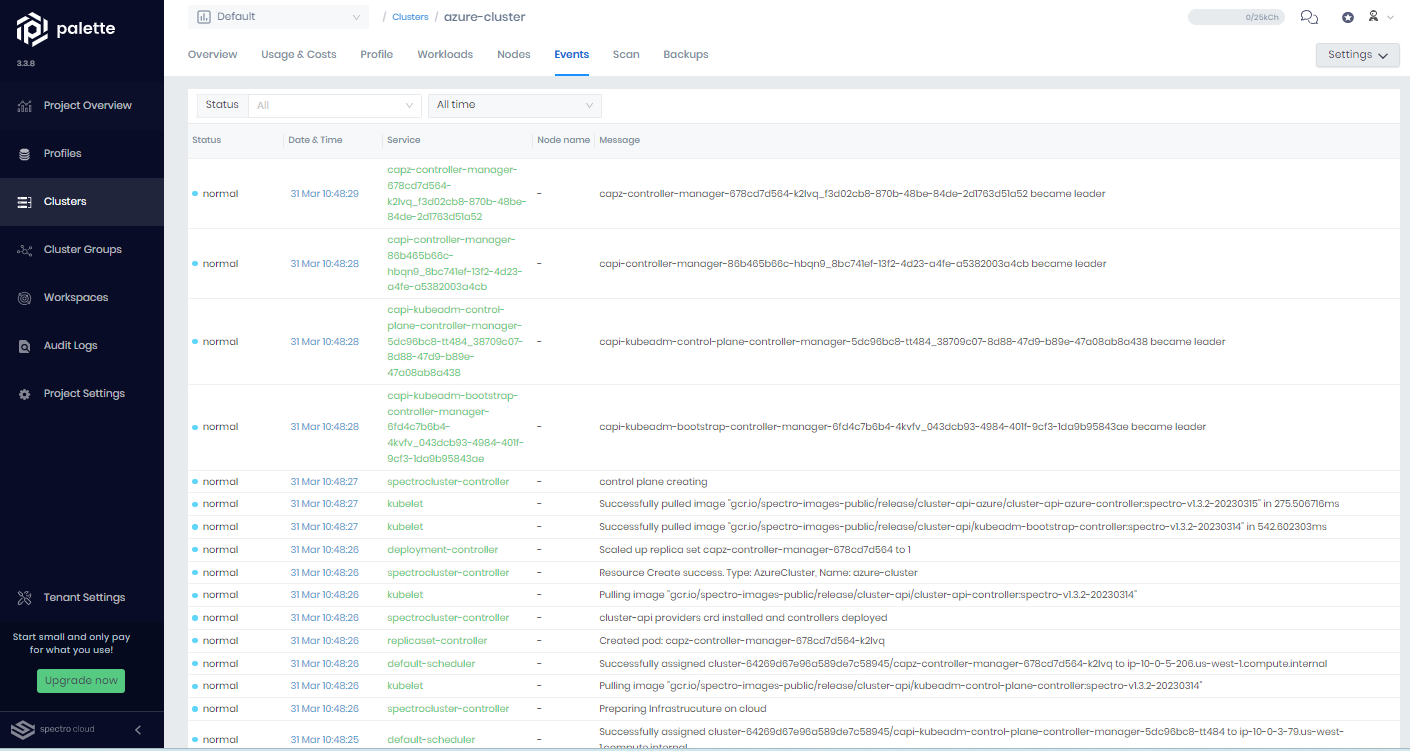 palette
3.3.8
Project Overview
Profiles
Clusters
Cluster Groups
Workspaces
Audit Logs
Project Settings
Tenant Settings
Start small and only pay
for what you use!
Upgrade now
spectro cloud
Default
/ Clusters / azure-cluster
0/25kCh
Overview Usage & Costs Profile Workloads Nodes Events Scan Backups
Settings
Status All All time
Status Date & Time Service Node name Message
capz-controller-manager-
678cd7d564-
normal 31 Mar 10:48:29 - capz-controller-manager-678cd7d564-k2lvq_f3d02cb8-870b-48be-84de-2d1763d51a52 became leader
k2lvq_f3d02cb8-870b-48be-
84de-2d1763d51a52
capi-controller-manager-
86b465b66c-
normal 31 Mar 10:48:28 - capi-controller-manager-86b465b66c-hbqn9_8bc741ef-13f2-4d23-a4fe-a5382003a4cb became leader
hbqn9_8bc741ef-13f2-4d23-
a4fe-a5382003a4cb
capi-kubeadm-control-
plane-controller-manager-
normal 31 Mar 10:48:28 5dc96bc8-tt484_38709c07- - capi-kubeadm-control-plane-controller-manager-5dc96bc8-tt484_38709c07-8d88-47d9-b89e-47a08ab8a438 became leader
8d88-47d9-b89e-
47a08ab8a438
capi-kubeadm-bootstrap-
controller-manager-
normal 31 Mar 10:48:28 6fd4c7b6b4- - capi-kubeadm-bootstrap-controller-manager-6fd4c7b6b4-4kvfv_043dcb93-4984-401f-9cf3-1da9b95843ae became leader
4kvfv_043dcb93-4984-401f-
9cf3-1da9b95843ae
normal 31 Mar 10:48:27 spectrocluster-controller - control plane creating
normal 31 Mar 10:48:27 kubelet - Successfully pulled image "gcr.io/spectro-images-public/release/cluster-api-azure/cluster-api-azure-controller:spectro-v1.3.2-20230315" in 275.506716ms
normal 31 Mar 10:48:27 kubelet - Successfully pulled image "gcr.io/spectro-images-public/release/cluster-api/kubeadm-bootstrap-controller:spectro-v1.3.2-20230314" in 542.602303ms
normal 31 Mar 10:48:26 deployment-controller - Scaled up replica set capz-controller-manager-678cd7d564 to 1
normal 31 Mar 10:48:26 spectrocluster-controller - Resource Create success. Type: AzureCluster, Name: azure-cluster
normal 31 Mar 10:48:26 kubelet - Pulling image "gcr.io/spectro-images-public/release/cluster-api/cluster-api-controller:spectro-v1.3.2-20230314"
normal 31 Mar 10:48:26 spectrocluster-controller - cluster-api providers crd installed and controllers deployed
normal 31 Mar 10:48:26 replicaset-controller - Created pod: capz-controller-manager-678cd7d564-k2lvq
normal 31 Mar 10:48:26 default-scheduler - Successfully assigned cluster-64269d67e96a589de7c58945/capz-controller-manager-678cd7d564-k2lvq to ip-10-0-5-206.us-west-1.compute.internal
normal 31 Mar 10:48:26 kubelet - Pulling image "gcr.io/spectro-images-public/release/cluster-api/kubeadm-control-plane-controller:spectro-v1.3.2-20230314"
normal 31 Mar 10:48:26 spectrocluster-controller - Preparing Infrastrucuture on cloud
normal 31 Mar 10:48:25 default-scheduler - Successfully assigned cluster-64269d67e96a589de7c58945/capi-kubeadm-control-plane-controller-manager-5dc96bc8-tt484 to ip-10-0-3-79.us-west-
1.compute.internal